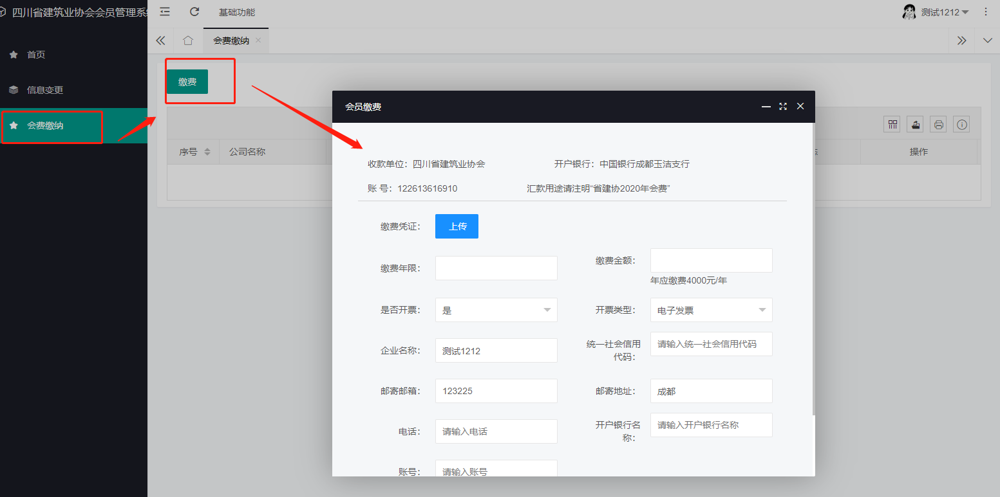 四川省建筑业协会会员管理系
基础功能
测试1212
首页
信息变更
会费缴纳
会费缴纳
缴费
序号
公司名称
操作
会员缴费
收款单位：四川省建筑业协会
开户银行：中国银行成都玉洁支行
账 号：122613616910
汇款用途请注明“省建协2020年会费”
缴费凭证：
上传
缴费年限：
缴费金额：
年应缴费4000元/年
是否开票：
是
开票类型：
电子发票
企业名称：
测试1212
统一社会信用
代码：
请输入统一社会信用代码
邮寄邮箱：
123225
邮寄地址：
成都
电话：
请输入电话
开户银行名
称：
请输入开户银行名称
账号：
请输入账号